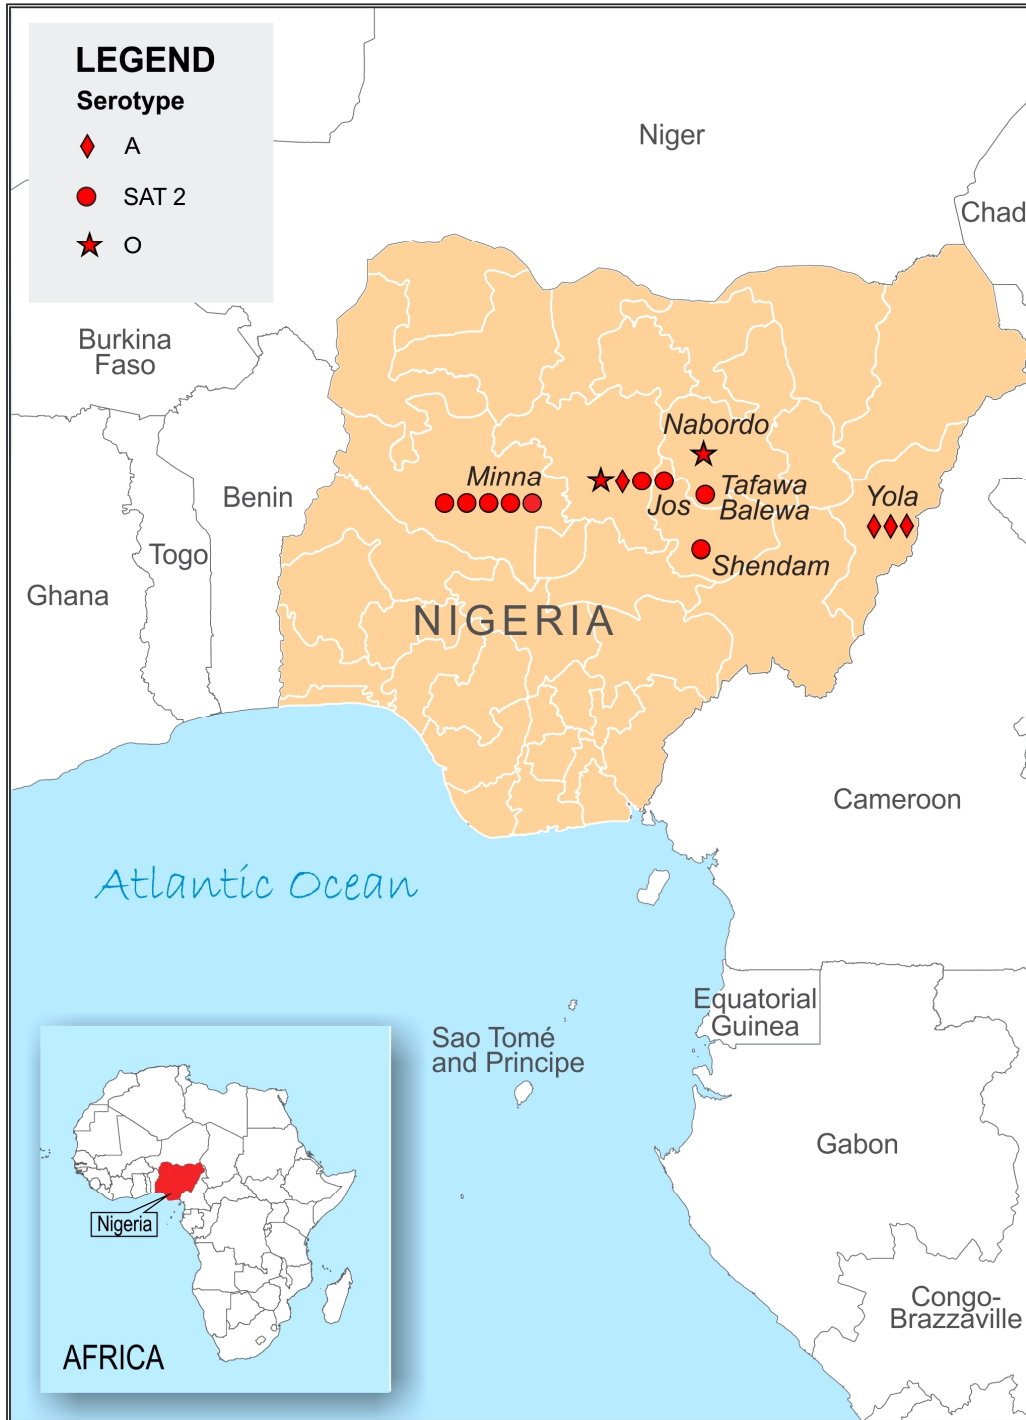 LEGEND
Serotype
A
SAT 2
O
Niger
Chad
Burkina
Faso
Nabordo
Minna
Tafawa
Balewa
Yola
Jos
Benin
Togo
Shendam
Ghana
NIGERIA
Cameroon
Atlantic Ocean
Equatorial
Guinea
Sao Tomé
and Principe
Gabon
Nigeria
Congo-
Brazzaville
AFRICA